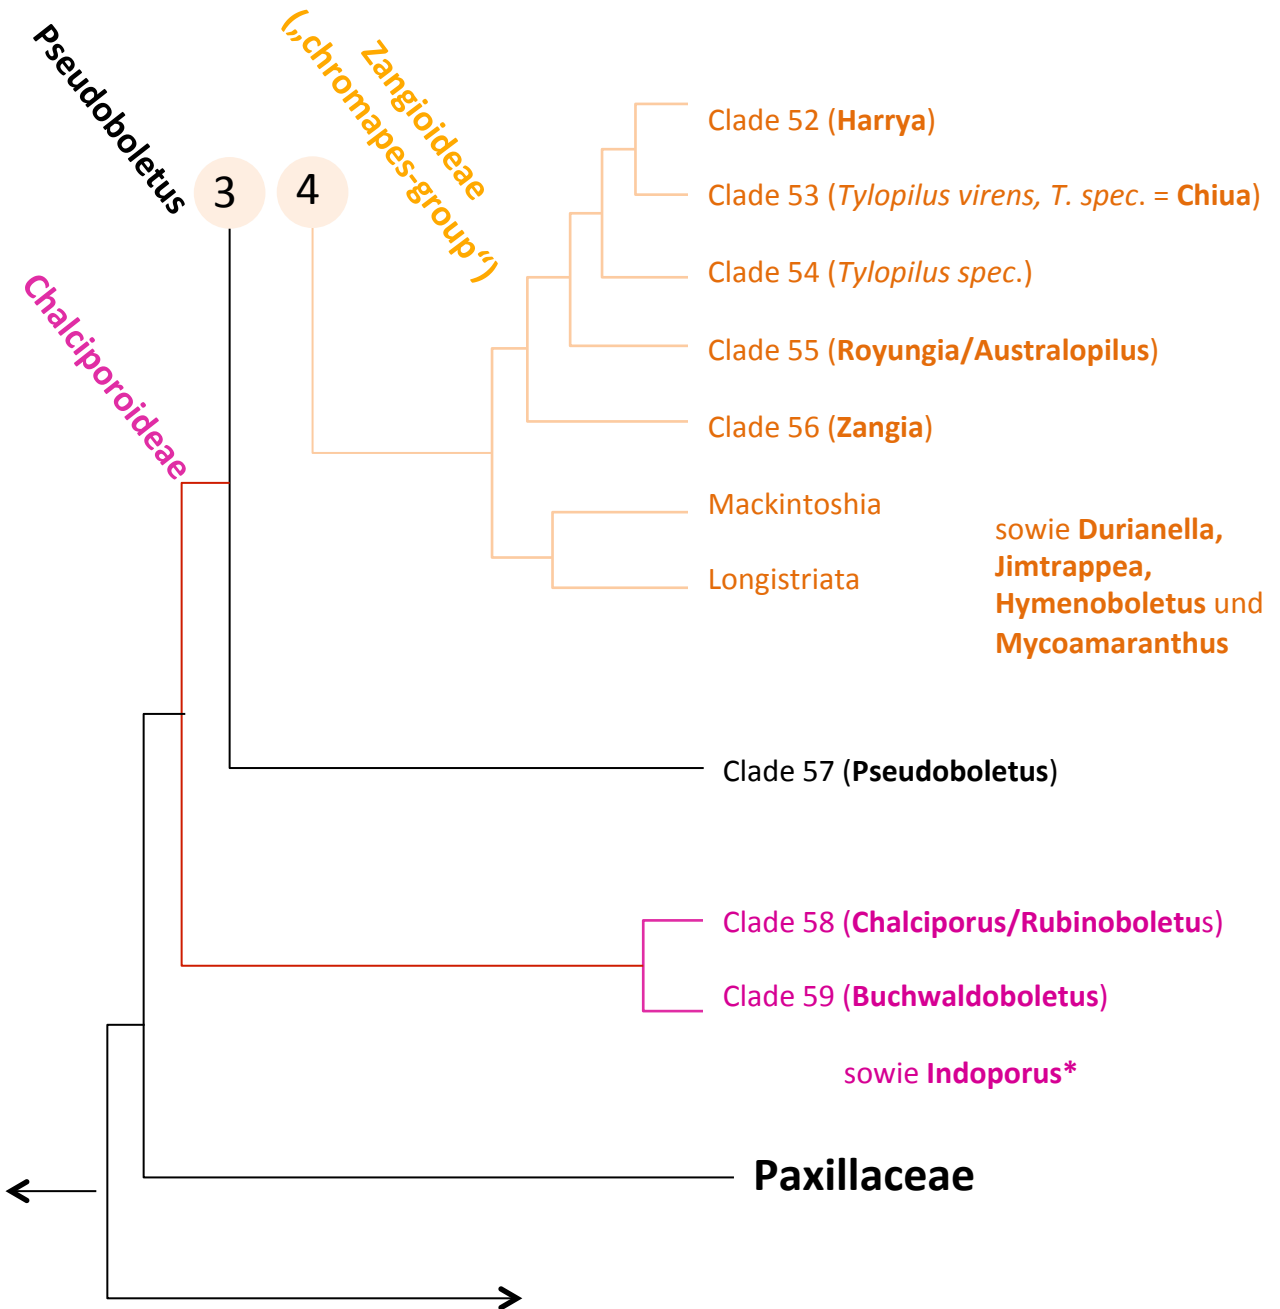 Pseudoboletus
Zangioideae
(„chromapes-group“)
3
4
Chalciporoideae
Clade 52 (Harrya)
Clade 53 (Tylopilus virens, T. spec. = Chiua)
Clade 54 (Tylopilus spec.)
Clade 55 (Royungia/Australopilus)
Clade 56 (Zangia)
Mackintoshia
Longistriata
sowie Durianella,
Jimtrappea,
Hymenoboletus und
Mycoamaranthus
Clade 57 (Pseudoboletus)
Clade 58 (Chalciporus/Rubinoboletus)
Clade 59 (Buchwaldoboletus)
sowie Indoporus*
Paxillaceae